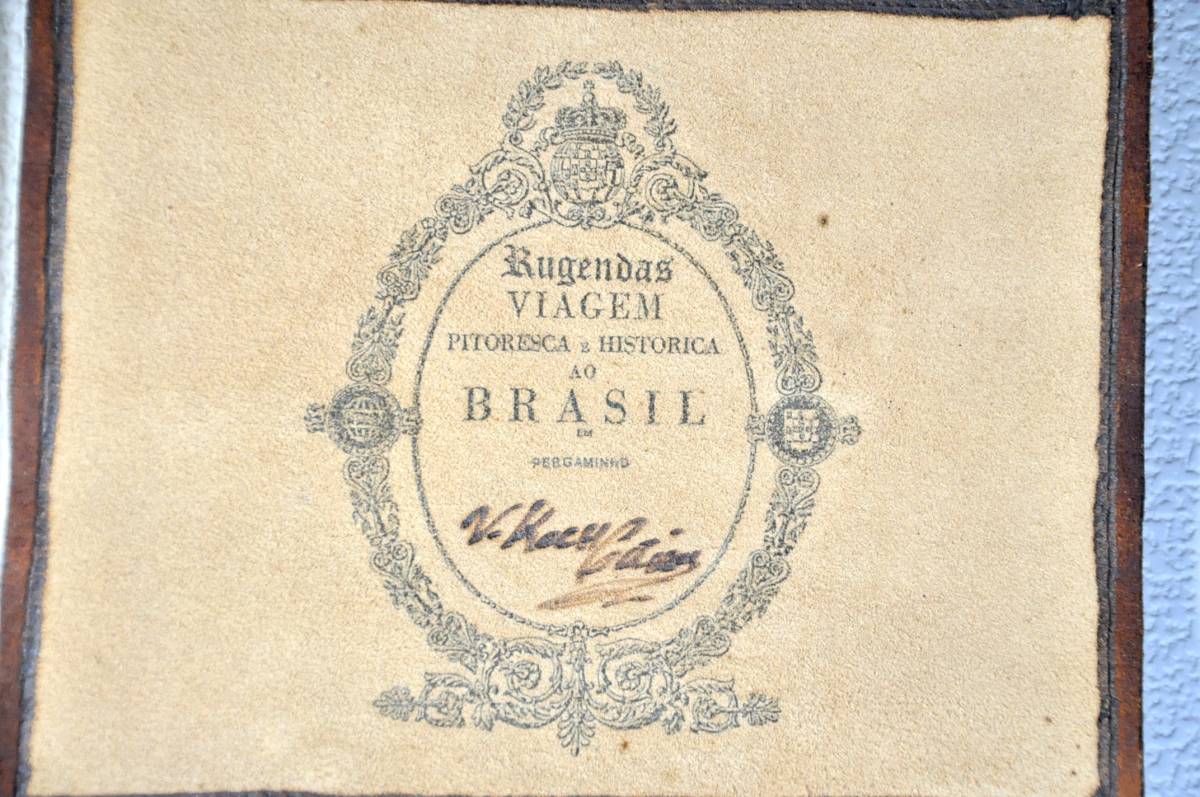 Rugendas
VIAGEM
PITORESCA E HISTORICA
AO
BRASIL
EM
PERGAMINHO
V.